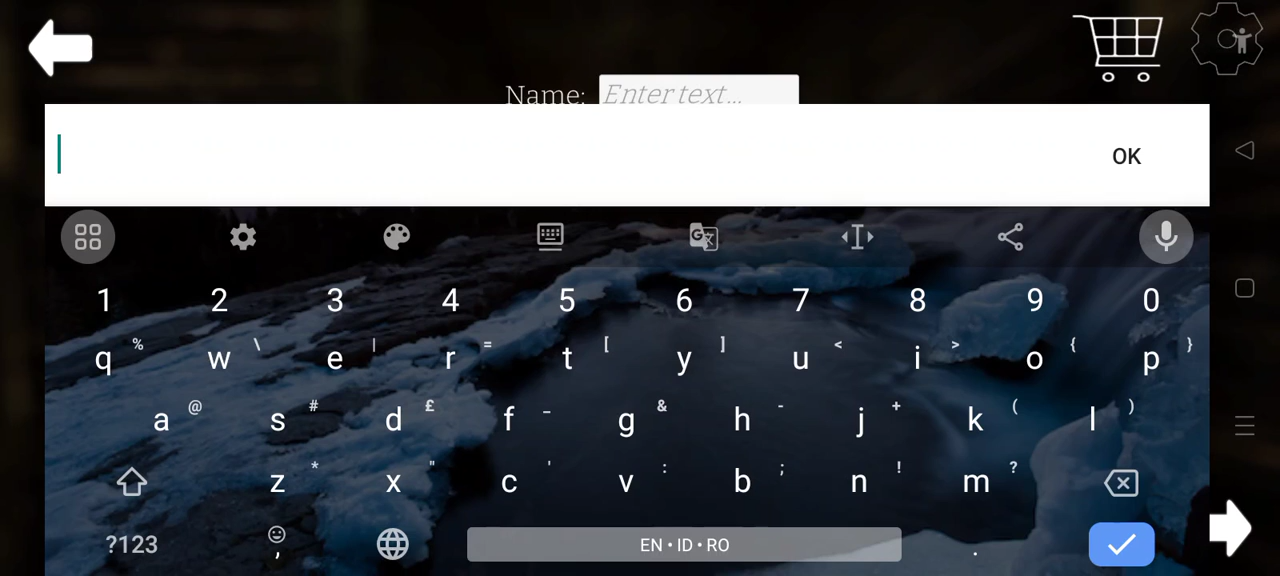 Name: Enter text...
OK
1 2 3 4 5 6 7 8 9 0
q % w \ e | r = t [ y ] u < i > o { p }
a @ s # d £ f _ g & h - j + k ( l )
z * x " c ' v : b ; n ! m ?
?123 , EN • ID • RO .